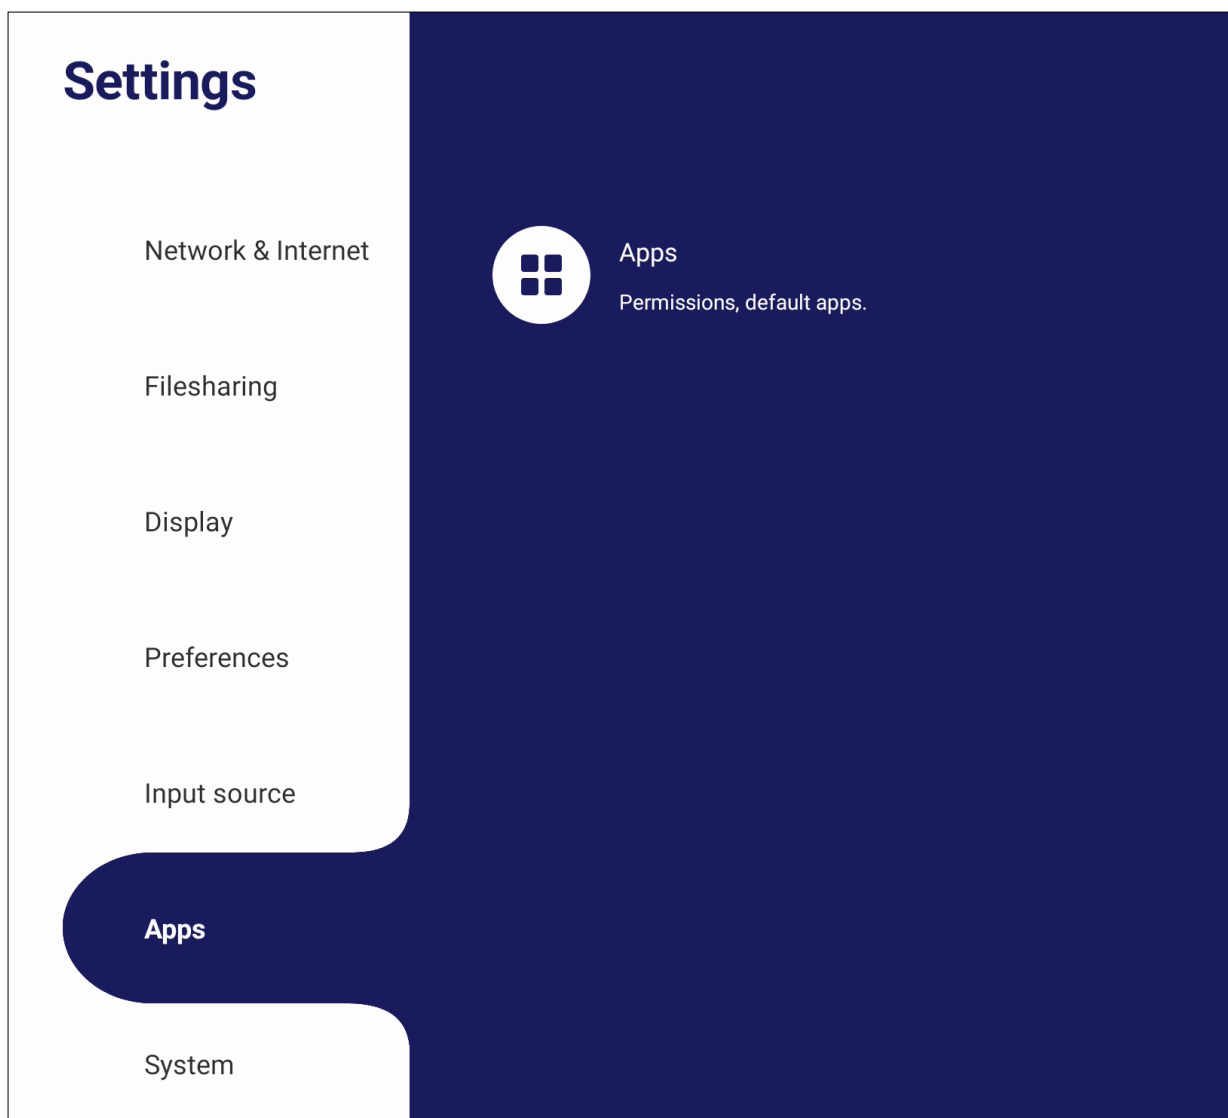 Settings
Network & Internet
Filesharing
Display
Preferences
Input source
Apps
System
Apps
Permissions, default apps.